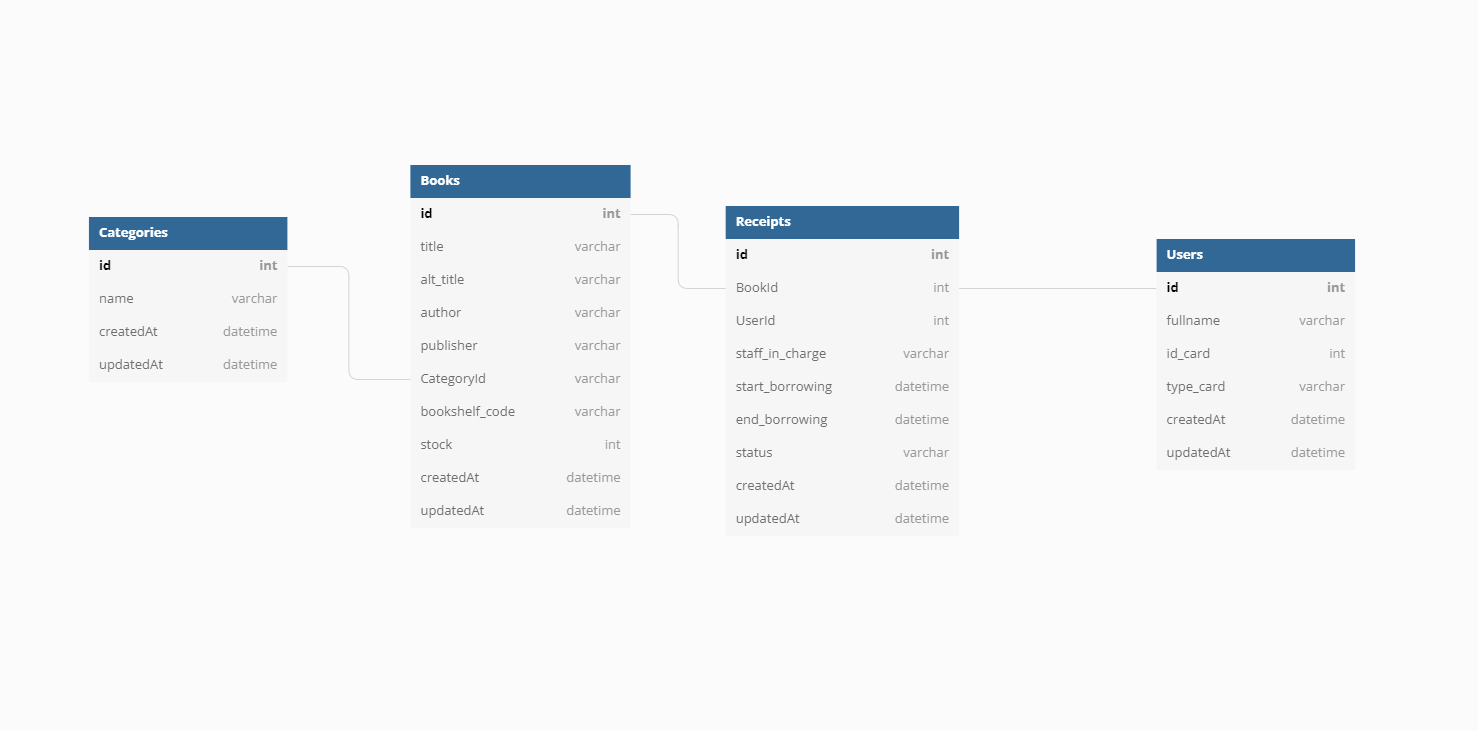 Categories
id int
name varchar
createdAt datetime
updatedAt datetime
Books
id int
title varchar
alt_title varchar
author varchar
publisher varchar
CategoryId varchar
bookshelf_code varchar
stock int
createdAt datetime
updatedAt datetime
Receipts
id int
BookId int
UserId int
staff_in_charge varchar
start_borrowing datetime
end_borrowing datetime
status varchar
createdAt datetime
updatedAt datetime
Users
id int
fullname varchar
id_card int
type_card varchar
createdAt datetime
updatedAt datetime